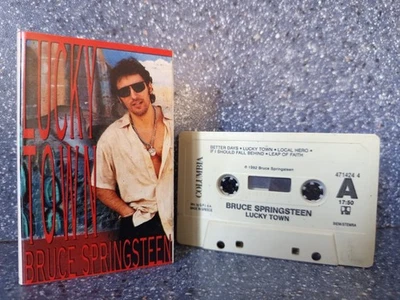 LUCKY
TOWN
BRUCE SPRINGSTEEN
BETTER DAYS • LUCKY TOWN • LOCAL HERO •
IF I SHOULD FALL BEHIND • LEAP OF FAITH
℗ 1992 Bruce Springsteen
471424 4
COLUMBIA
A
17:50
BRUCE SPRINGSTEEN
LUCKY TOWN